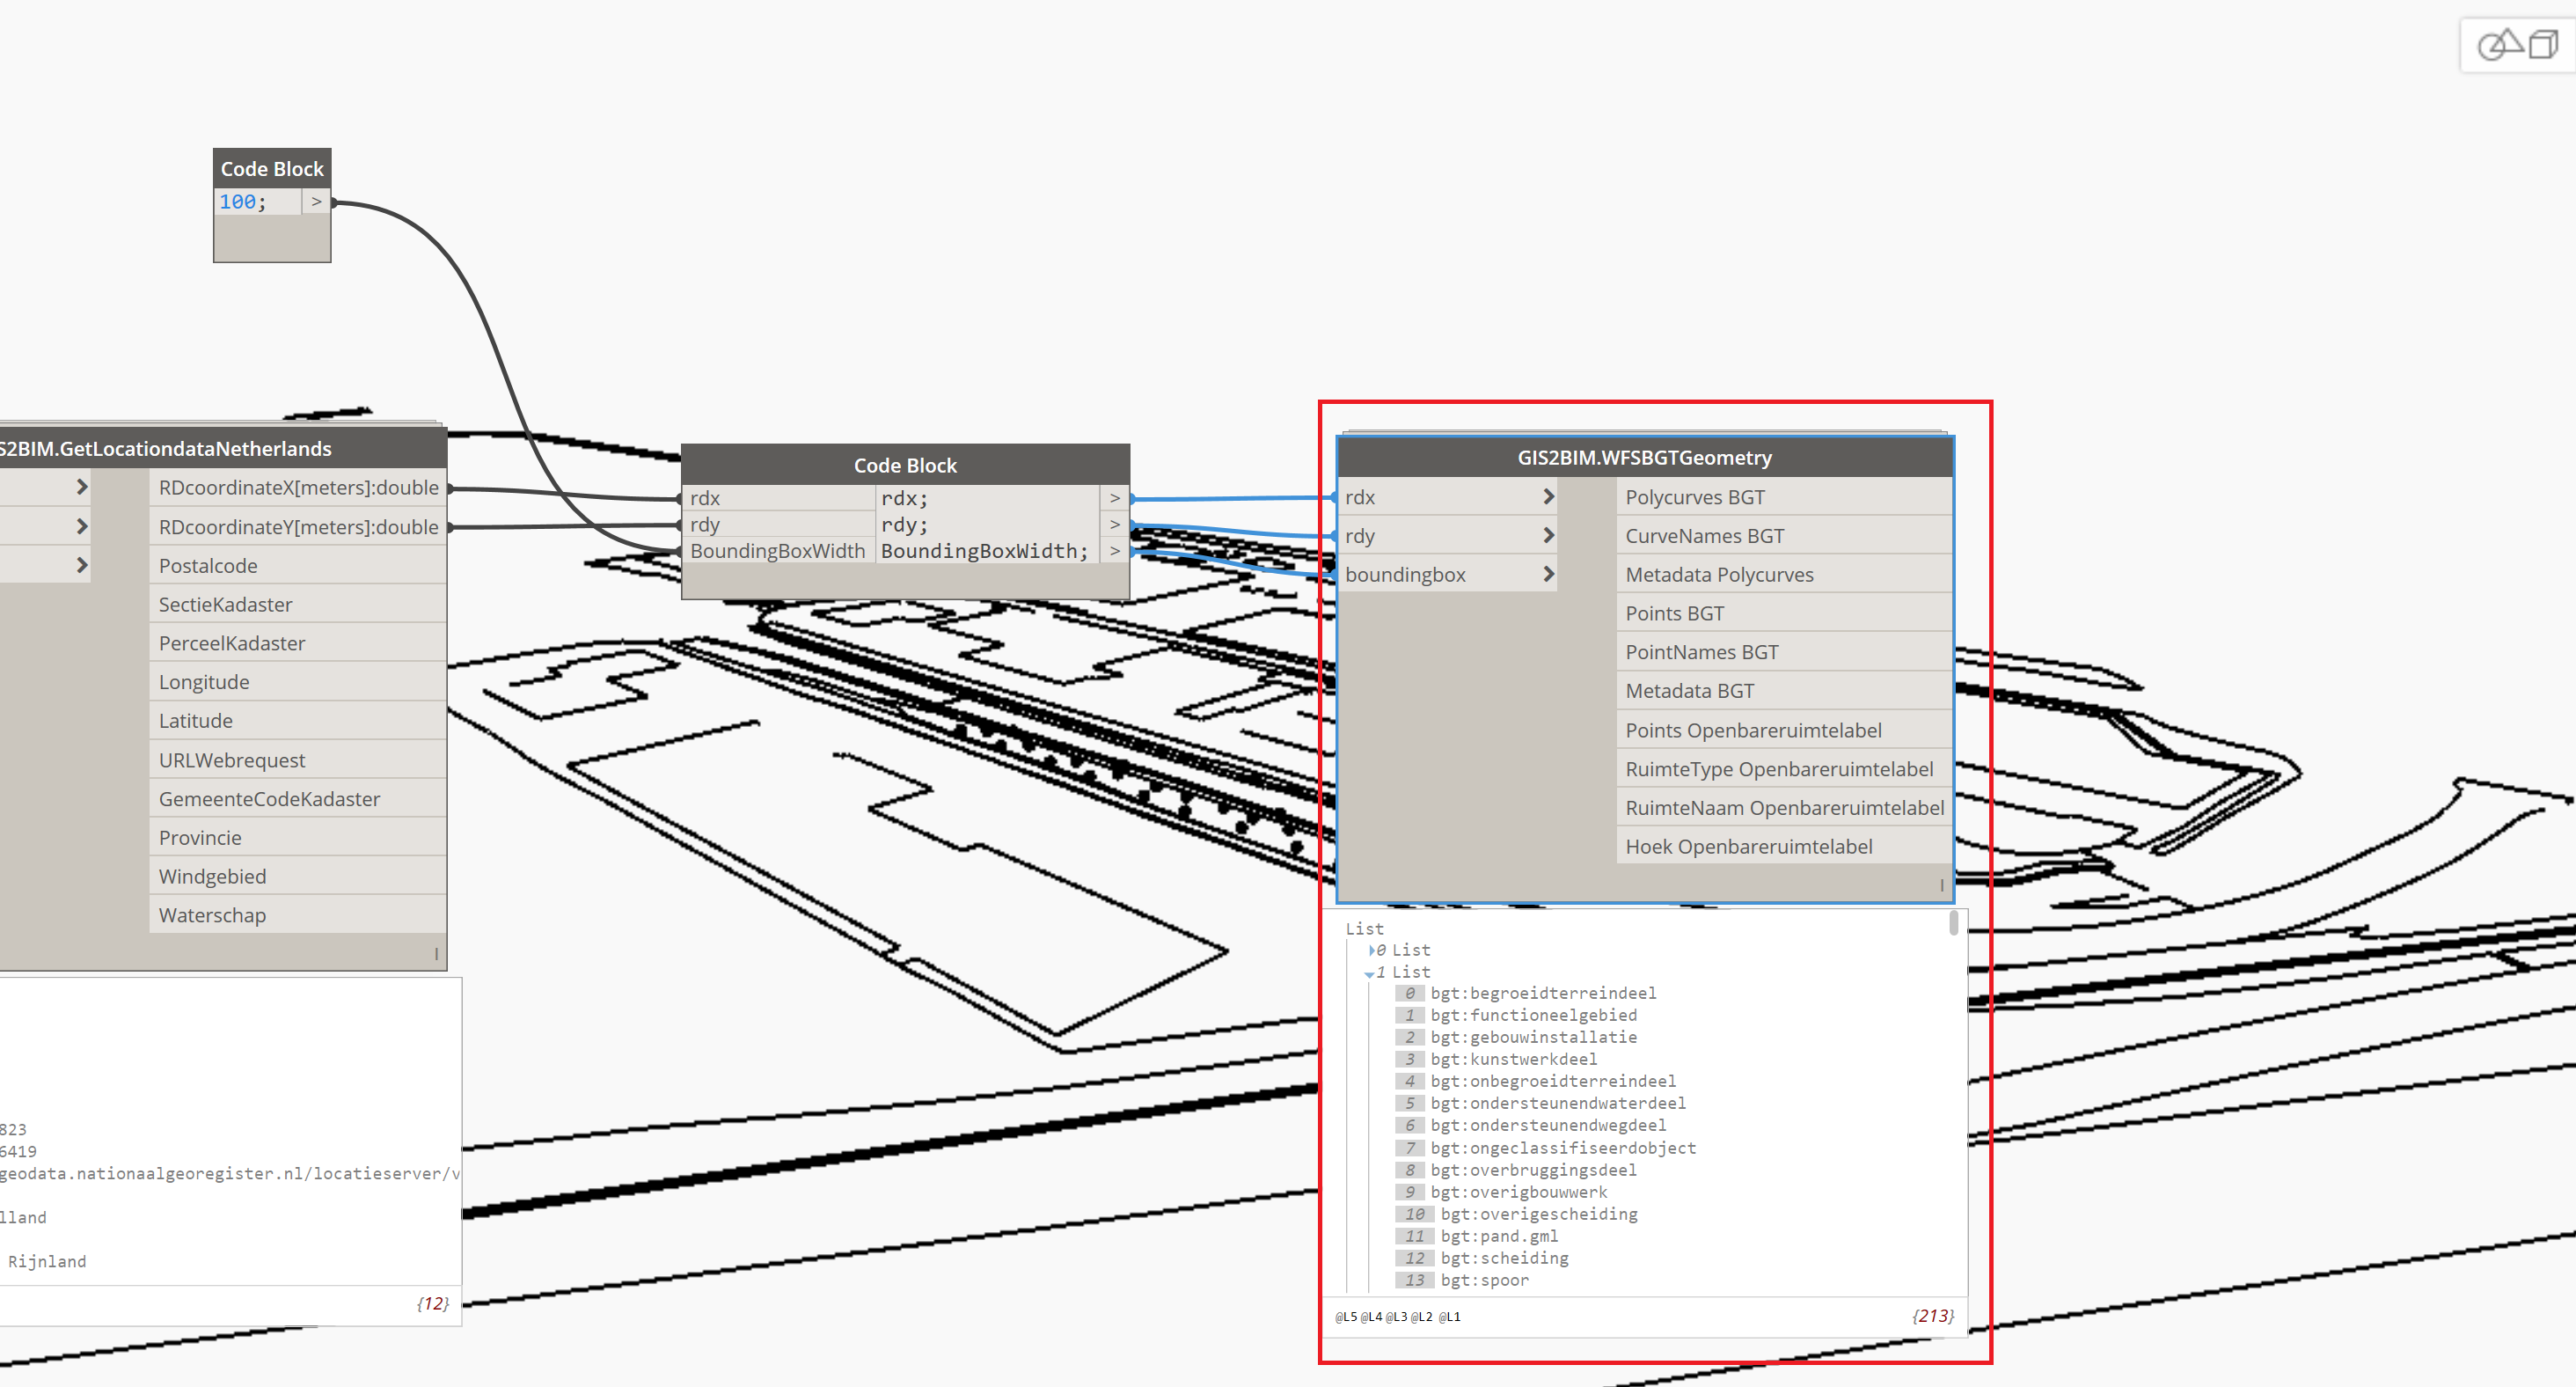 Code Block
100; >
S2BIM.GetLocationdataNetherlands
RDcoordinateX[meters]:double
RDcoordinateY[meters]:double
Postalcode
SectieKadaster
PerceelKadaster
Longitude
Latitude
URLWebrequest
GemeenteCodeKadaster
Provincie
Windgebied
Waterschap
l
823
6419
geodata.nationaalgeoregister.nl/locatieserver/v
lland
Rijnland
{12}
Code Block
rdx rdx; >
rdy rdy; >
BoundingBoxWidth BoundingBoxWidth; >
GIS2BIM.WFSBGTGeometry
rdx Polycurves BGT
rdy CurveNames BGT
boundingbox Metadata Polycurves
Points BGT
PointNames BGT
Metadata BGT
Points Openbareruimtelabel
RuimteType Openbareruimtelabel
RuimteNaam Openbareruimtelabel
Hoek Openbareruimtelabel
l
List
0 List
1 List
0 bgt:begroeidterreindeel
1 bgt:functioneelgebied
2 bgt:gebouwinstallatie
3 bgt:kunstwerkdeel
4 bgt:onbegroeidterreindeel
5 bgt:ondersteunendwaterdeel
6 bgt:ondersteunendwegdeel
7 bgt:ongeclassifiseerdobject
8 bgt:overbruggingsdeel
9 bgt:overigbouwwerk
10 bgt:overigescheiding
11 bgt:pand.gml
12 bgt:scheiding
13 bgt:spoor
@L5 @L4 @L3 @L2 @L1 {213}